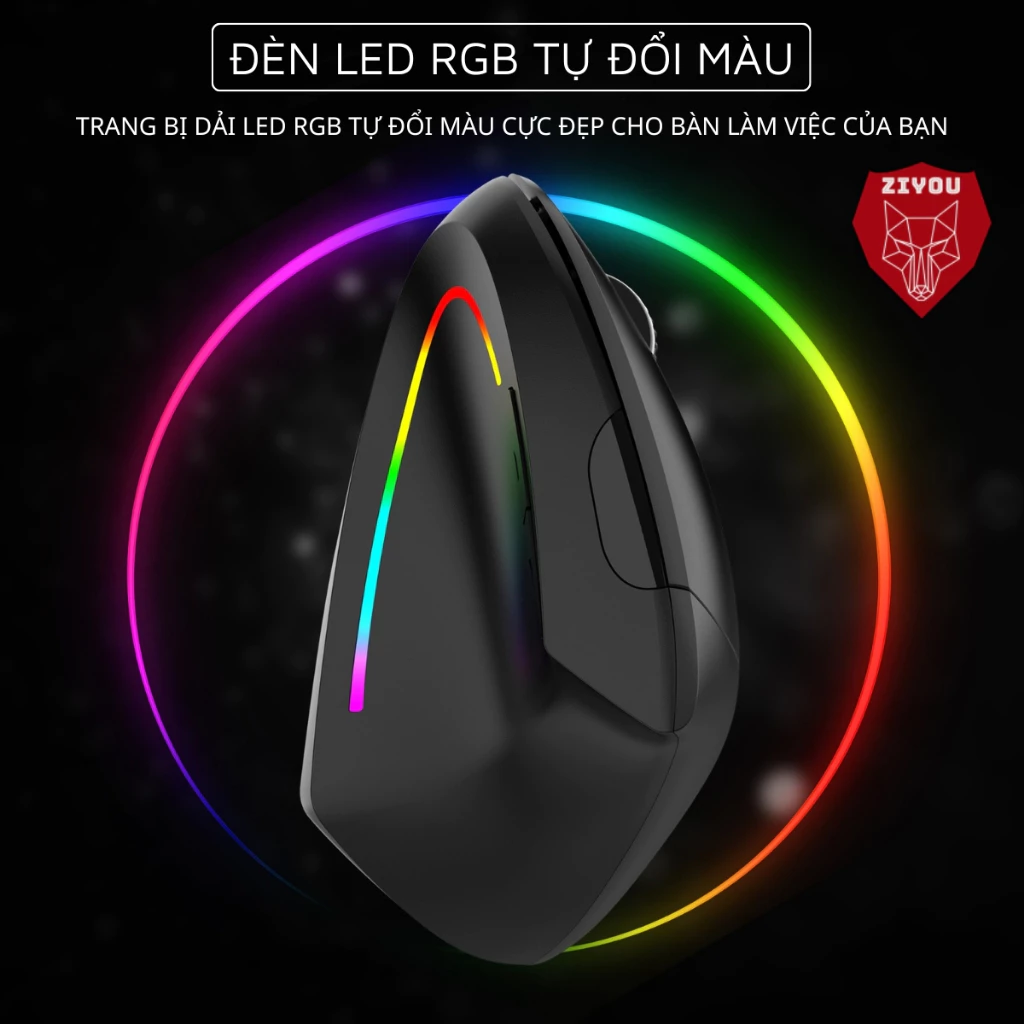 ĐÈN LED RGB TỰ ĐỔI MÀU
TRANG BỊ DẢI LED RGB TỰ ĐỔI MÀU CỰC ĐẸP CHO BÀN LÀM VIỆC CỦA BẠN
ZIYOU